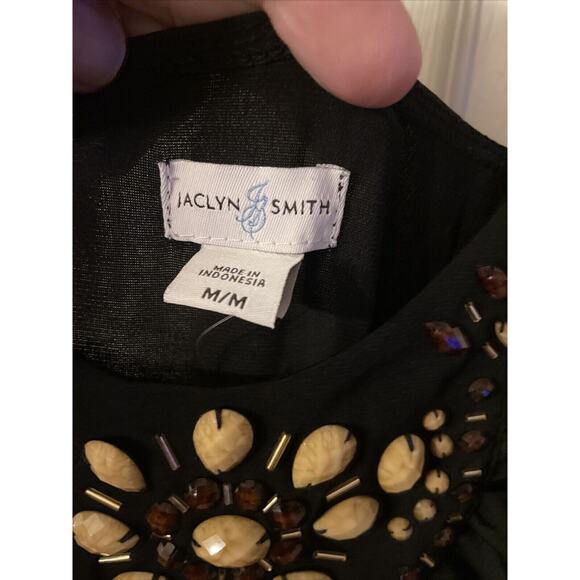 JACLYN JS SMITH
MADE IN
INDONESIA
M/M